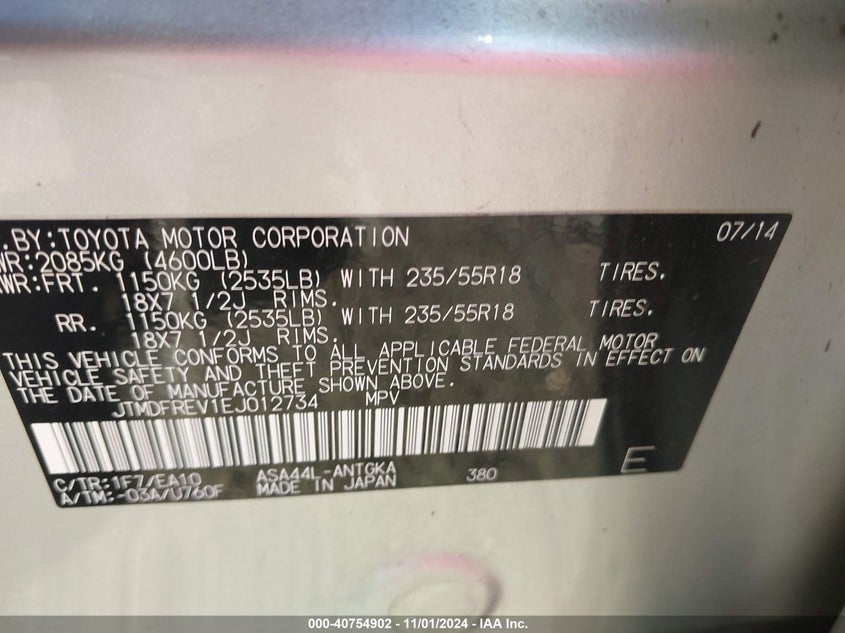 .BY:TOYOTA MOTOR CORPORATION 07/14
WR:2085KG (4600LB)
WR:FRT. 1150KG (2535LB) WITH 235/55R18 TIRES.
18X7 1/2J RIMS.
RR. 1150KG (2535LB) WITH 235/55R18 TIRES.
18X7 1/2J RIMS.
THIS VEHICLE CONFORMS TO ALL APPLICABLE FEDERAL MOTOR
VEHICLE SAFETY AND THEFT PREVENTION STANDARDS IN EFFECT ON
THE DATE OF MANUFACTURE SHOWN ABOVE.
JTMDFREV1EJ012734 MPV
C/TR:1F7/EA10 ASA44L-ANTGKA 380 E
A/TM:-03A/U760F MADE IN JAPAN
000-40754902 - 11/01/2024 - IAA Inc.